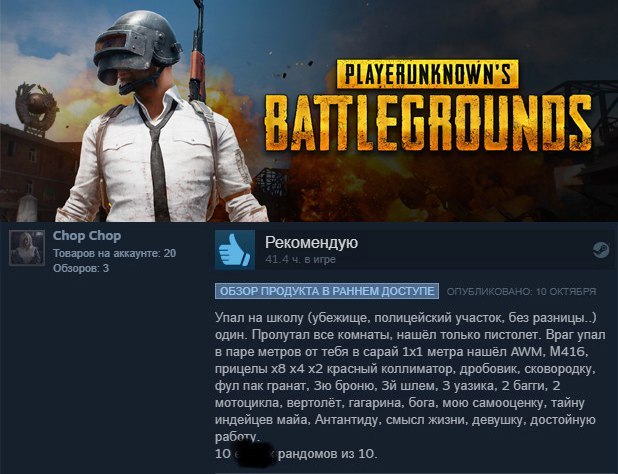 PLAYERUNKNOWN'S
BATTLEGROUNDS
Chop Chop
Товаров на аккаунте: 20
Обзоров: 3
Рекомендую
41.4 ч. в игре
ОБЗОР ПРОДУКТА В РАННЕМ ДОСТУПЕ ОПУБЛИКОВАНО: 10 ОКТЯБРЯ
Упал на школу (убежище, полицейский участок, без разницы..)
один. Пролутал все комнаты, нашёл только пистолет. Враг упал
в паре метров от тебя в сарай 1х1 метра нашёл AWM, M416,
прицелы х8 х4 х2 красный коллиматор, дробовик, сковородку,
фул пак гранат, 3ю броню, 3й шлем, 3 уазика, 2 багги, 2
мотоцикла, вертолёт, гагарина, бога, мою самооценку, тайну
индейцев майа, Антантиду, смысл жизни, девушку, достойную
работу.
10 рандомов из 10.